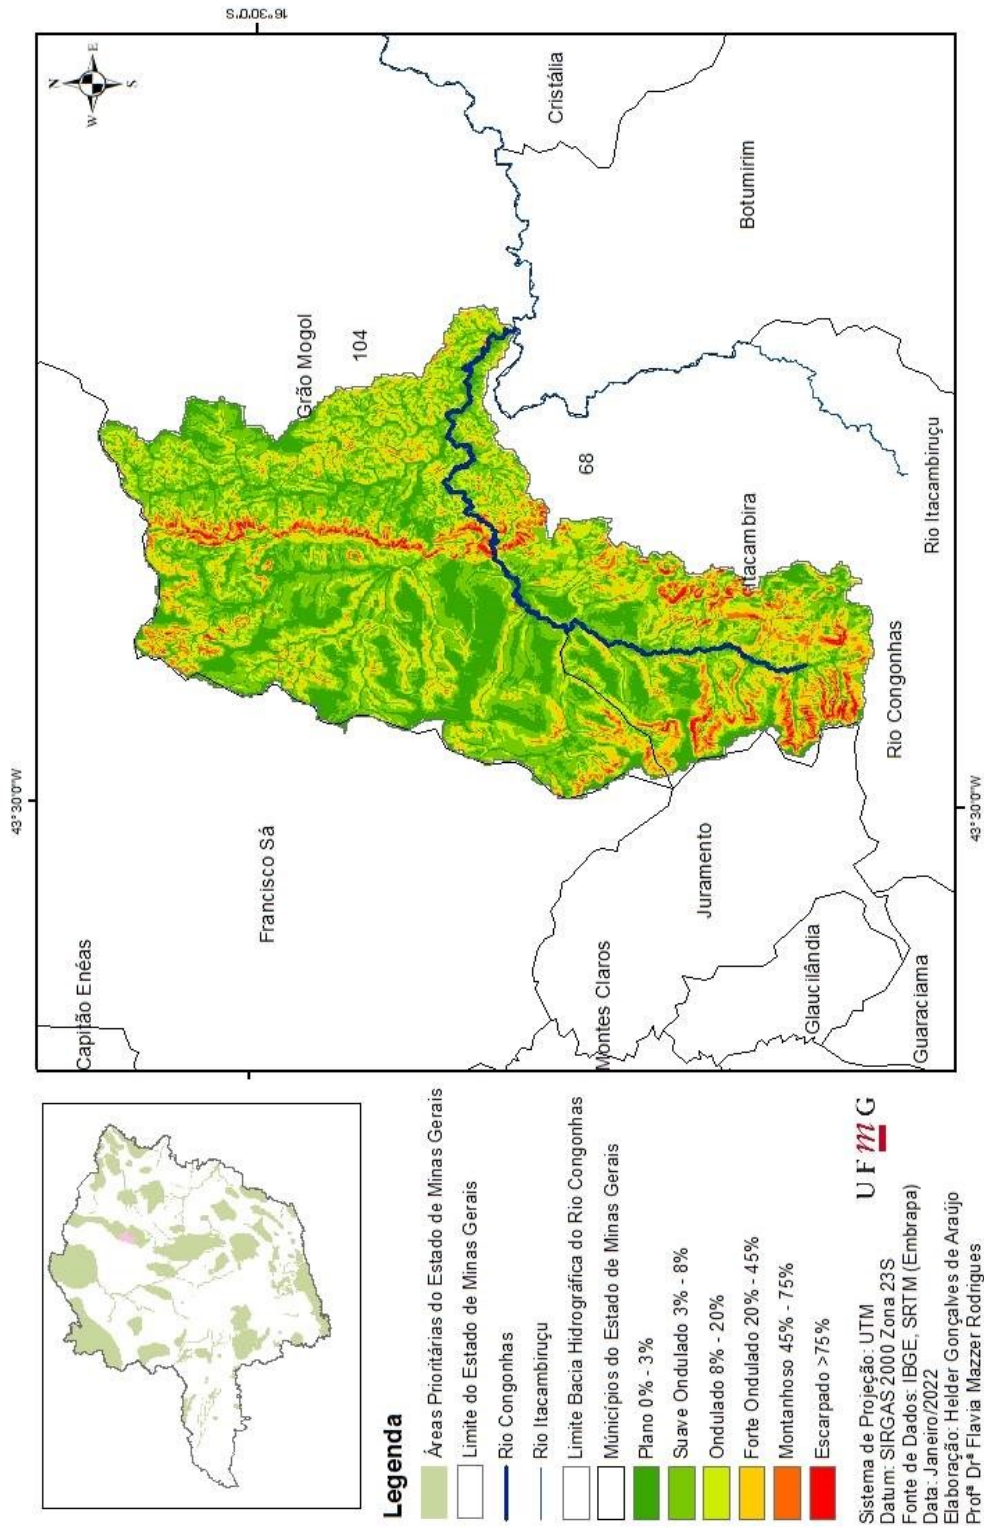 43°30'0"W
16°30'0"S
N
W
E
S
Capitão Enéas
Francisco Sá
Grão Mogol
104
Cristália
Montes Claros
Juramento
Itacambira
68
Botumirim
Glaucilândia
Guaraciama
Rio Congonhas
Rio Itacambiruçu
43°30'0"W
Legenda
Áreas Prioritárias do Estado de Minas Gerais
Limite do Estado de Minas Gerais
Rio Congonhas
Rio Itacambiruçu
Limite Bacia Hidrográfica do Rio Congonhas
Múnicípios do Estado de Minas Gerais
Plano 0% - 3%
Suave Ondulado 3% - 8%
Ondulado 8% - 20%
Forte Ondulado 20% - 45%
Montanhoso 45% - 75%
Escarpado >75%
Sistema de Projeção: UTM
Datum: SIRGAS 2000 Zona 23S
Fonte de Dados: IBGE, SRTM (Embrapa)
Data: Janeiro/2022
Elaboração: Helder Gonçalves de Araújo
Profª Drª Flavia Mazzer Rodrigues
UFmG